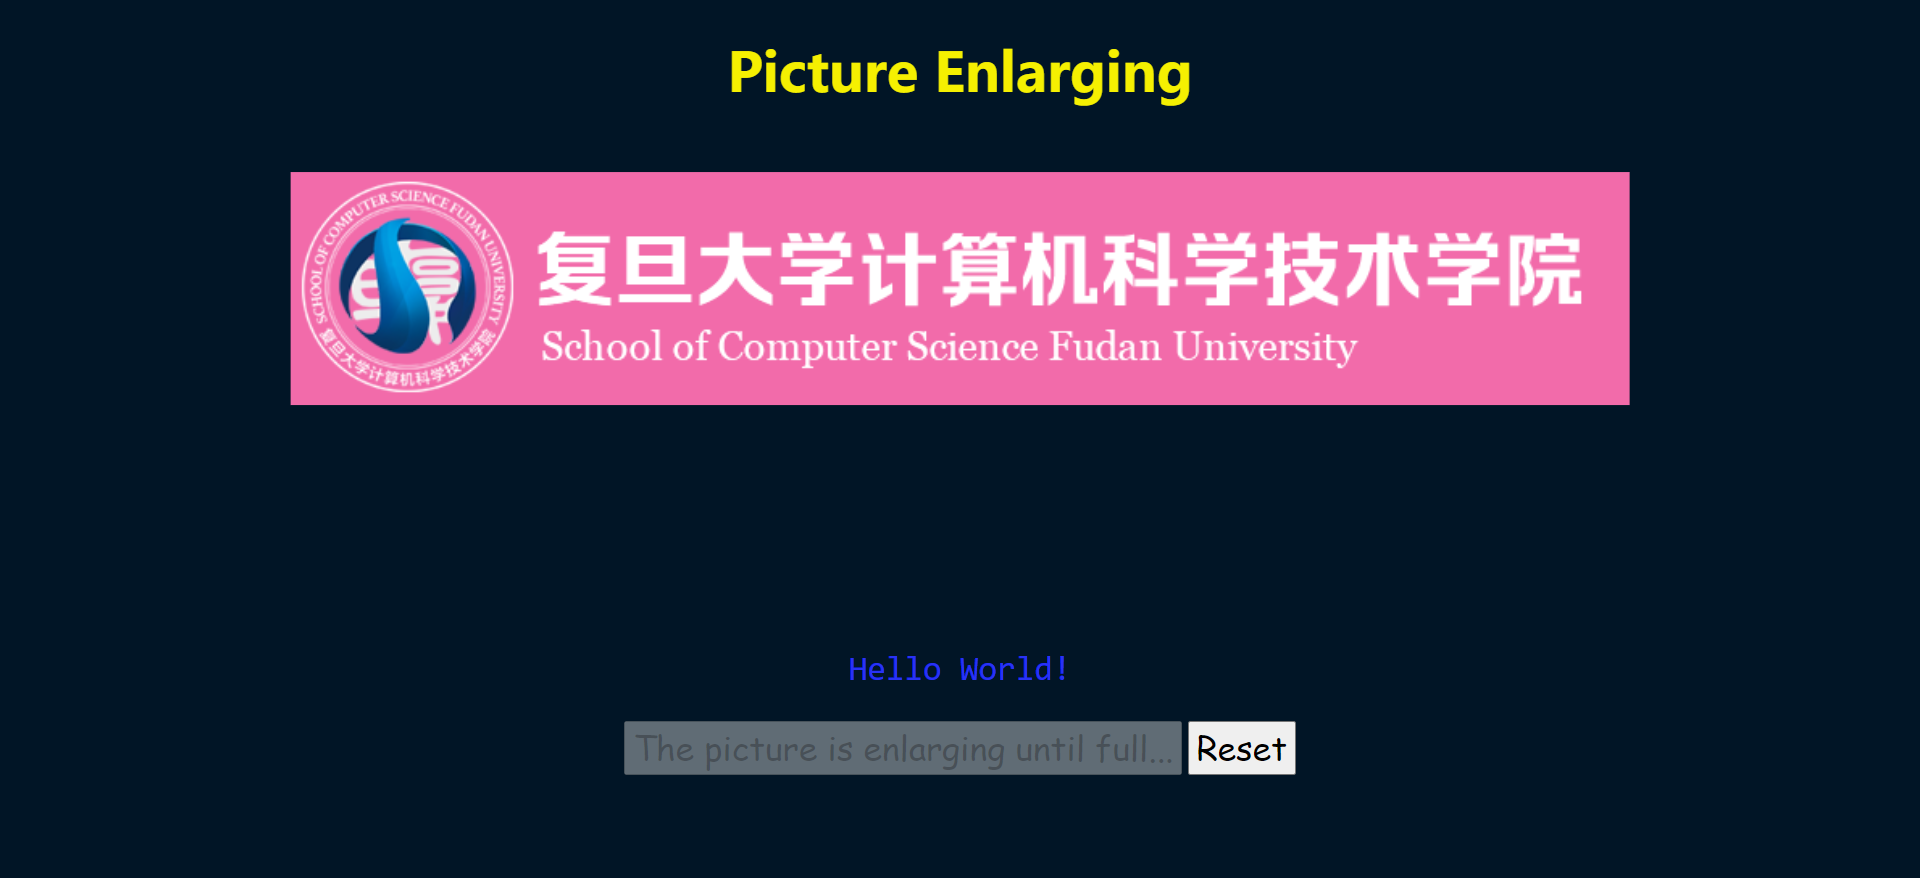 Picture Enlarging
SCHOOL OF COMPUTER SCIENCE FUDAN UNIVERSITY
复旦大学计算机科学技术学院
复旦大学计算机科学技术学院
School of Computer Science Fudan University
Hello World!
The picture is enlarging until full... Reset